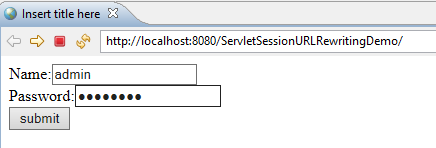 Insert title here
http://localhost:8080/ServletSessionURLRewritingDemo/
Name: admin
Password: ●●●●●●●●
submit